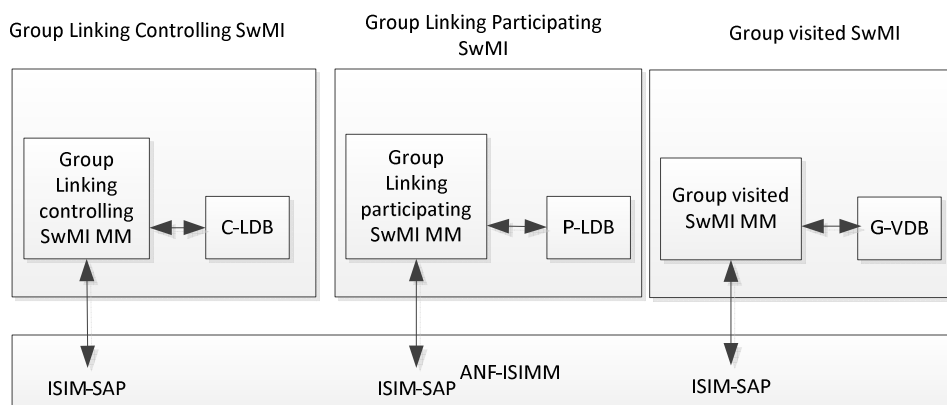 Group Linking Controlling SwMI
Group Linking Participating
SwMI
Group visited SwMI
Group
Linking
controlling
SwMI MM
C-LDB
Group
Linking
participating
SwMI MM
P-LDB
Group visited
SwMI MM
G-VDB
ISIM-SAP
ISIM-SAP
ANF-ISIMM
ISIM-SAP